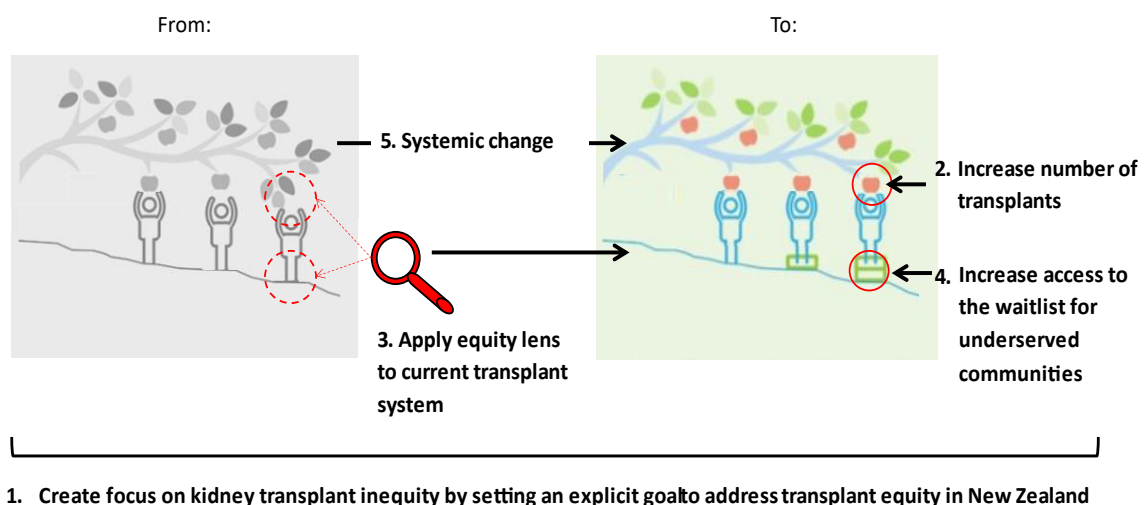 From:
To:
5. Systemic change
2. Increase number of
transplants
3. Apply equity lens
to current transplant
system
4. Increase access to
the waitlist for
underserved
communities
1. Create focus on kidney transplant inequity by setting an explicit goal to address transplant equity in New Zealand